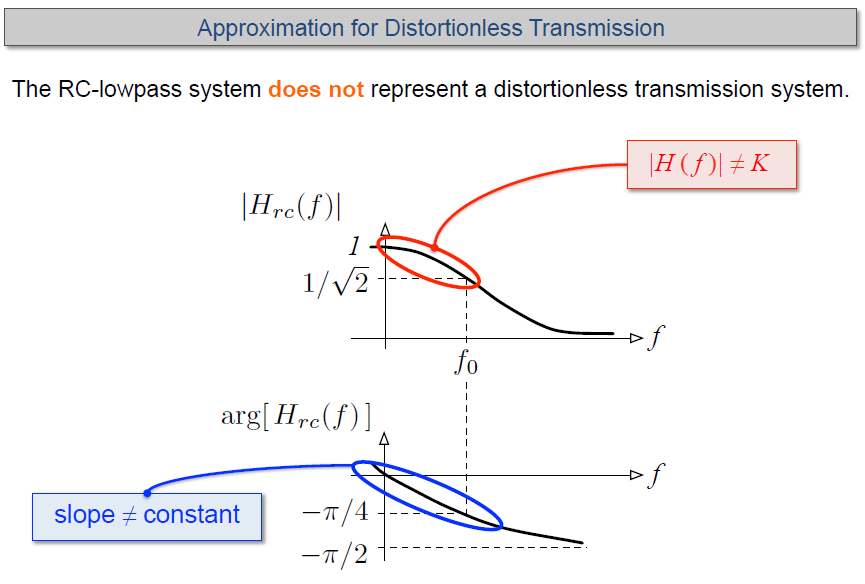 Approximation for Distortionless Transmission
The RC-lowpass system does not represent a distortionless transmission system.
|H (f)| ≠ K
|H_rc(f)|
1
1/√2
f
f_0
arg[ H_rc(f) ]
f
slope ≠ constant
−π/4
−π/2